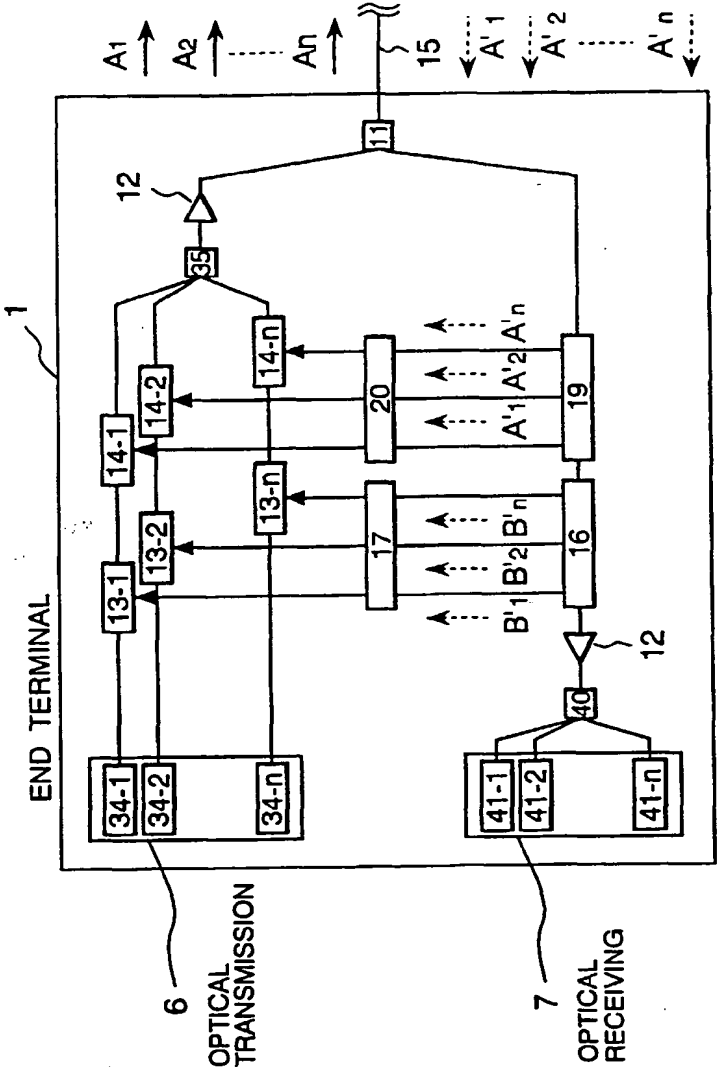 END TERMINAL
1
34-1
34-2
34-n
6
OPTICAL
TRANSMISSION
13-1
13-2
13-n
14-1
14-2
14-n
35
12
11
15
A1
A2
An
A'1
A'2
A'n
17
20
B'1
B'2
B'n
A'1
A'2
A'n
16
19
12
40
41-1
41-2
41-n
7
OPTICAL
RECEIVING